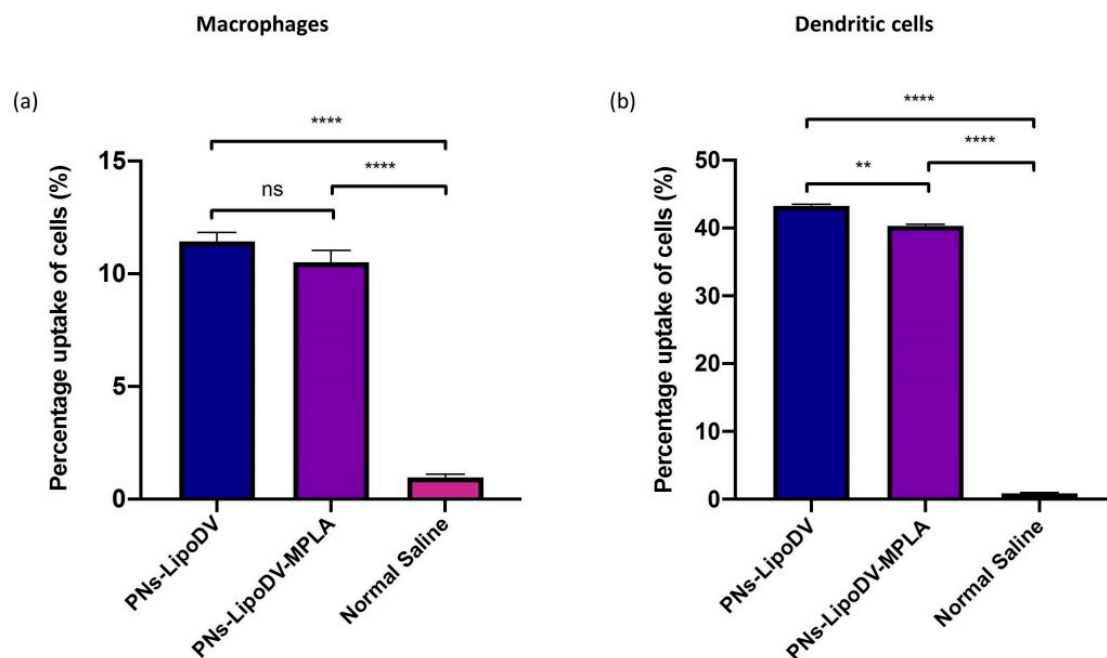 Macrophages
(a)
Percentage uptake of cells (%)
15
10
5
0
****
****
ns
PNs-LipoDV
PNs-LipoDV-MPLA
Normal Saline
Dendritic cells
(b)
Percentage uptake of cells (%)
50
40
30
20
10
0
****
****
**
PNs-LipoDV
PNs-LipoDV-MPLA
Normal Saline